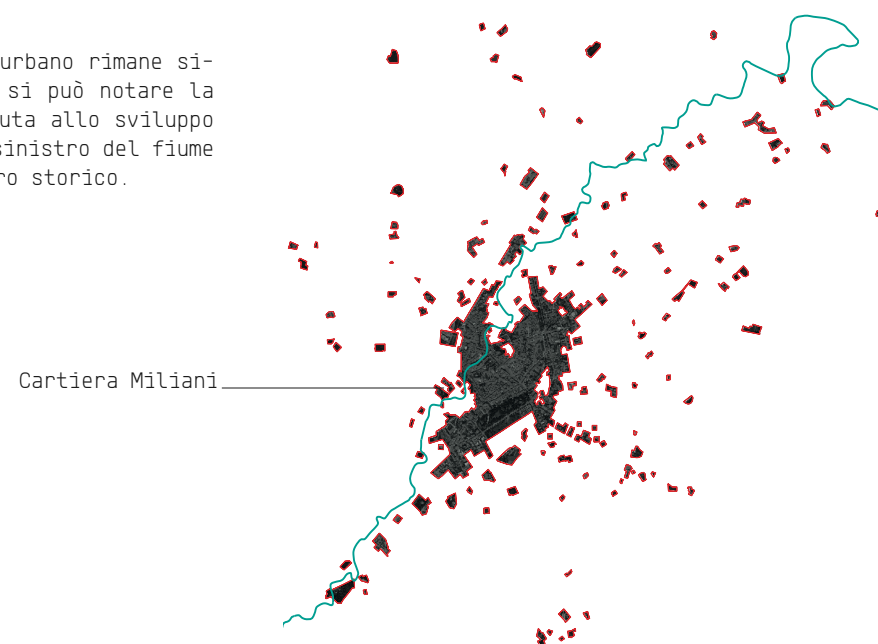 urbano rimane si-
si può notare la
uta allo sviluppo
sinistro del fiume
ro storico.
Cartiera Miliani